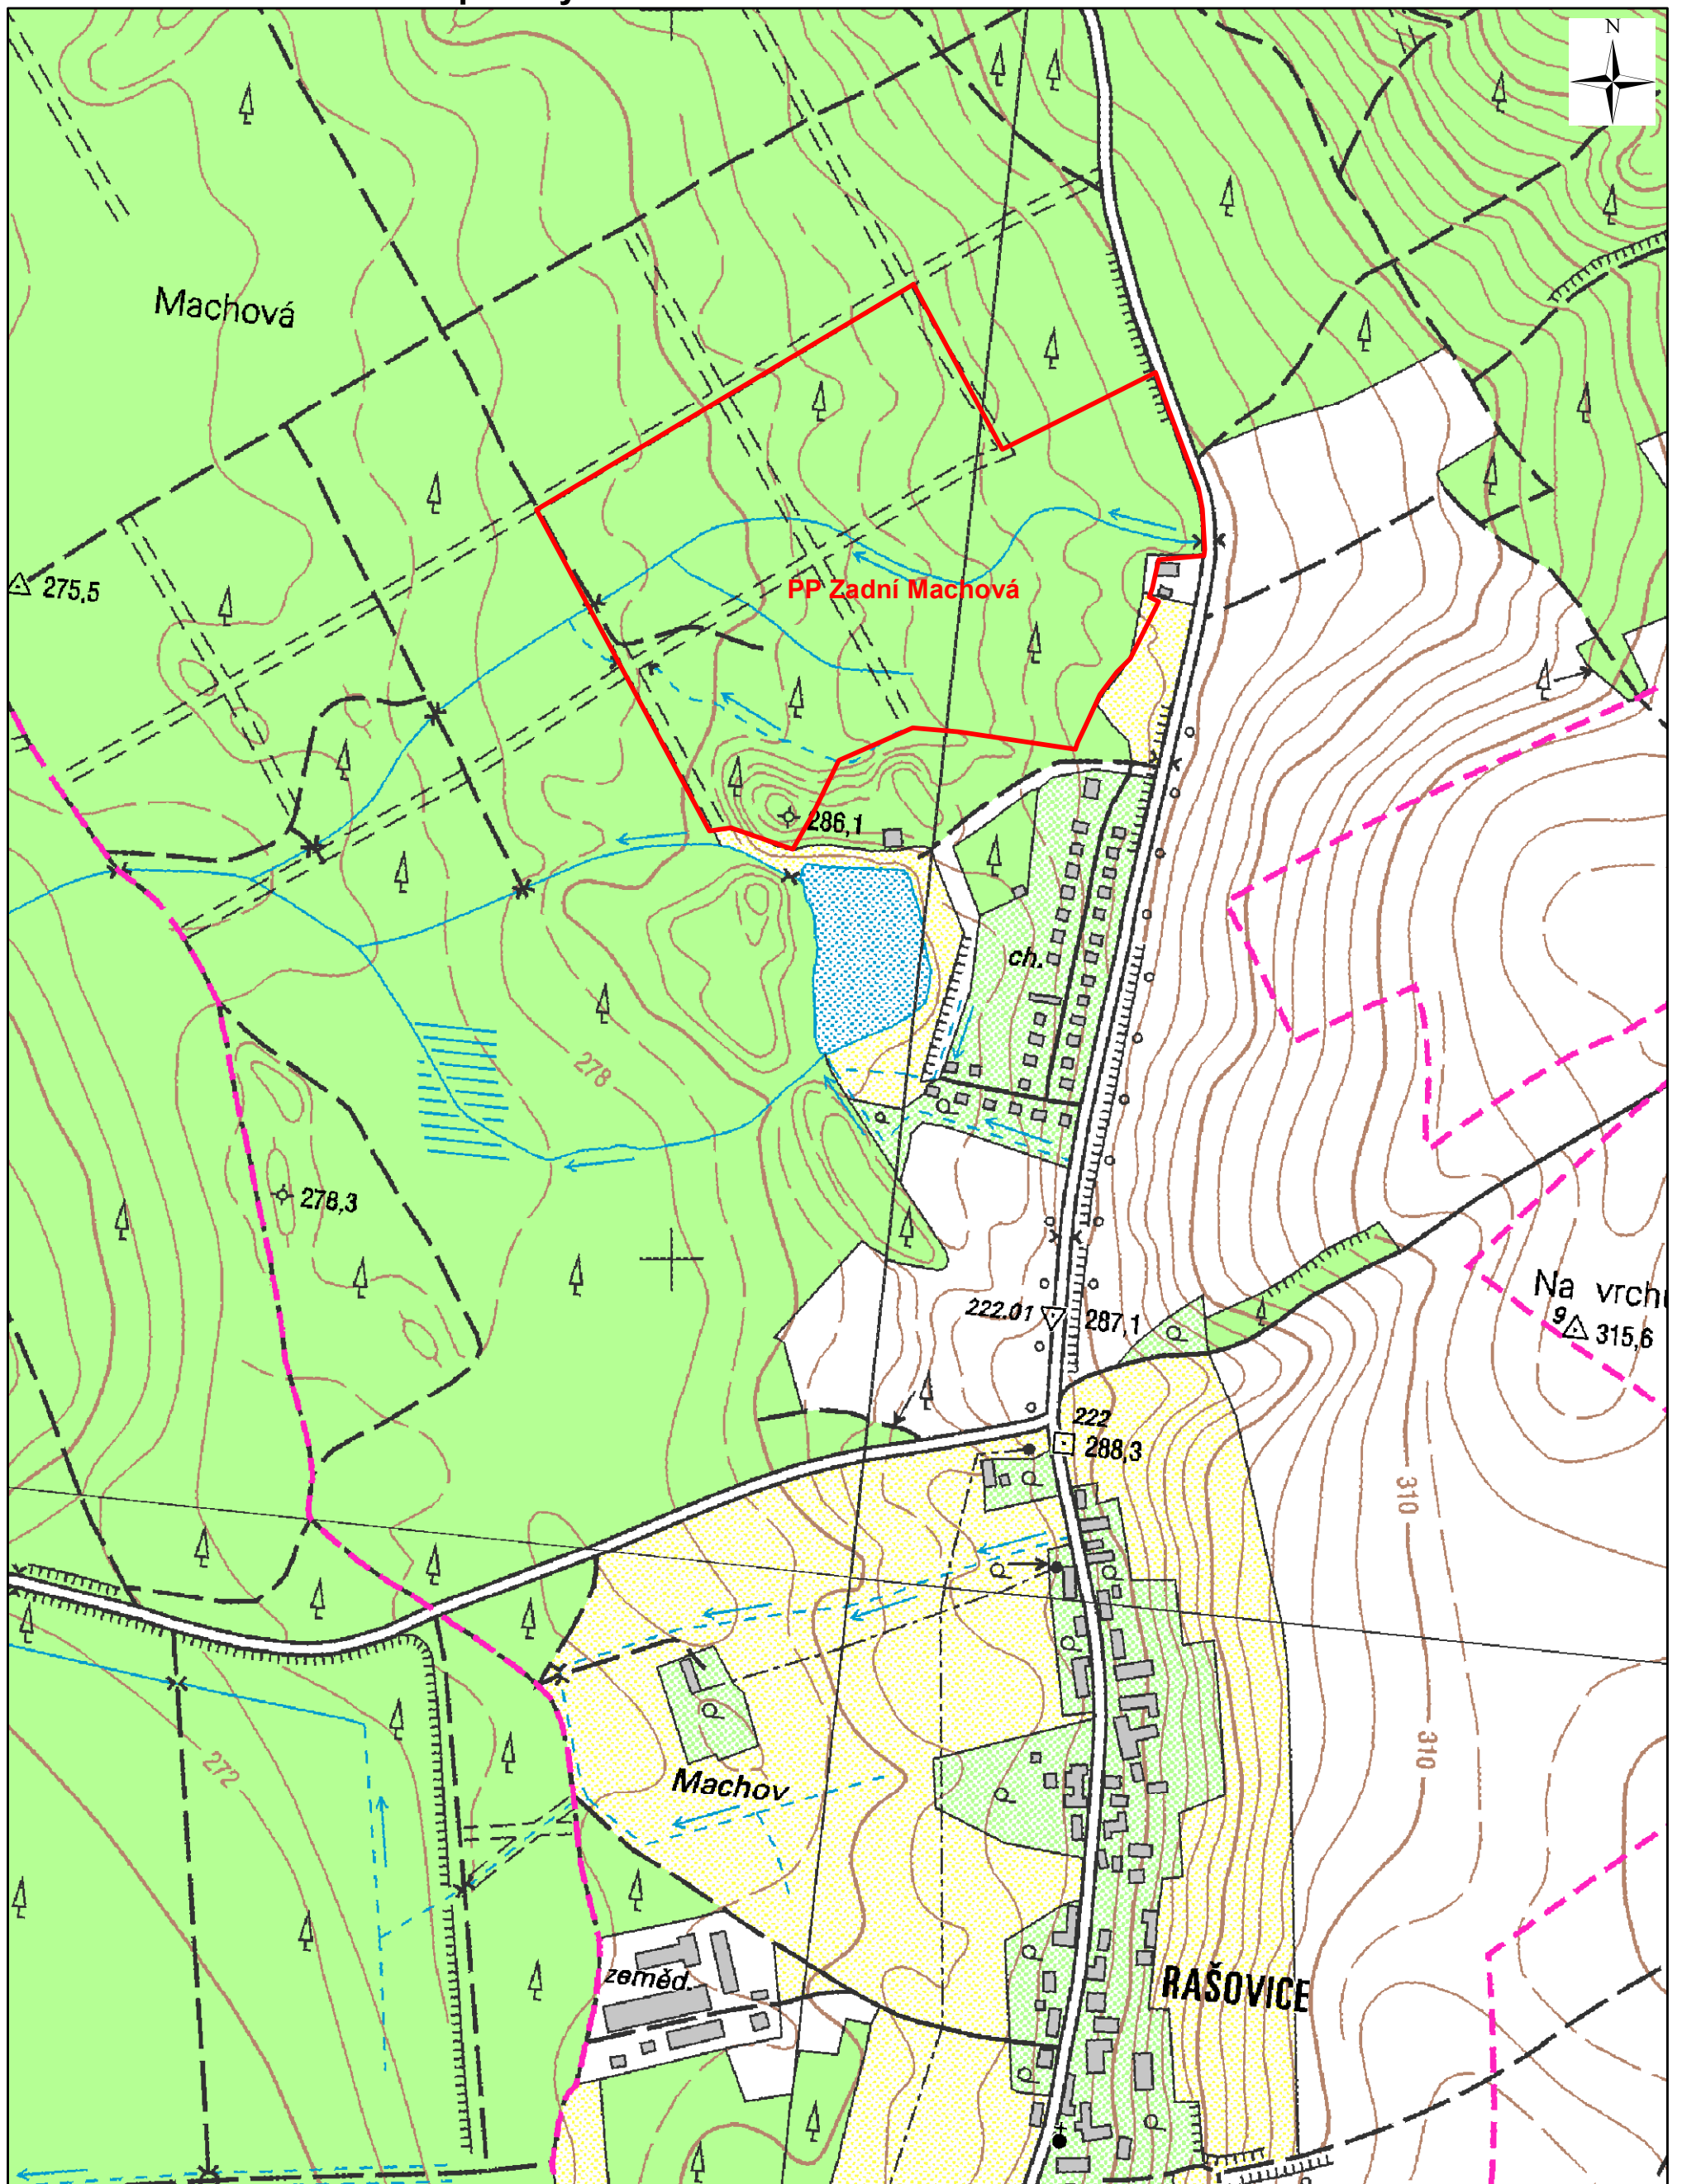 N
Machová
275,5
PP Zadní Machová
286,1
ch.
278
278,3
Na vrchu
222.01
287,1
9
315,6
222
288,3
310
310
272
Machov
zeměd.
RAŠOVICE